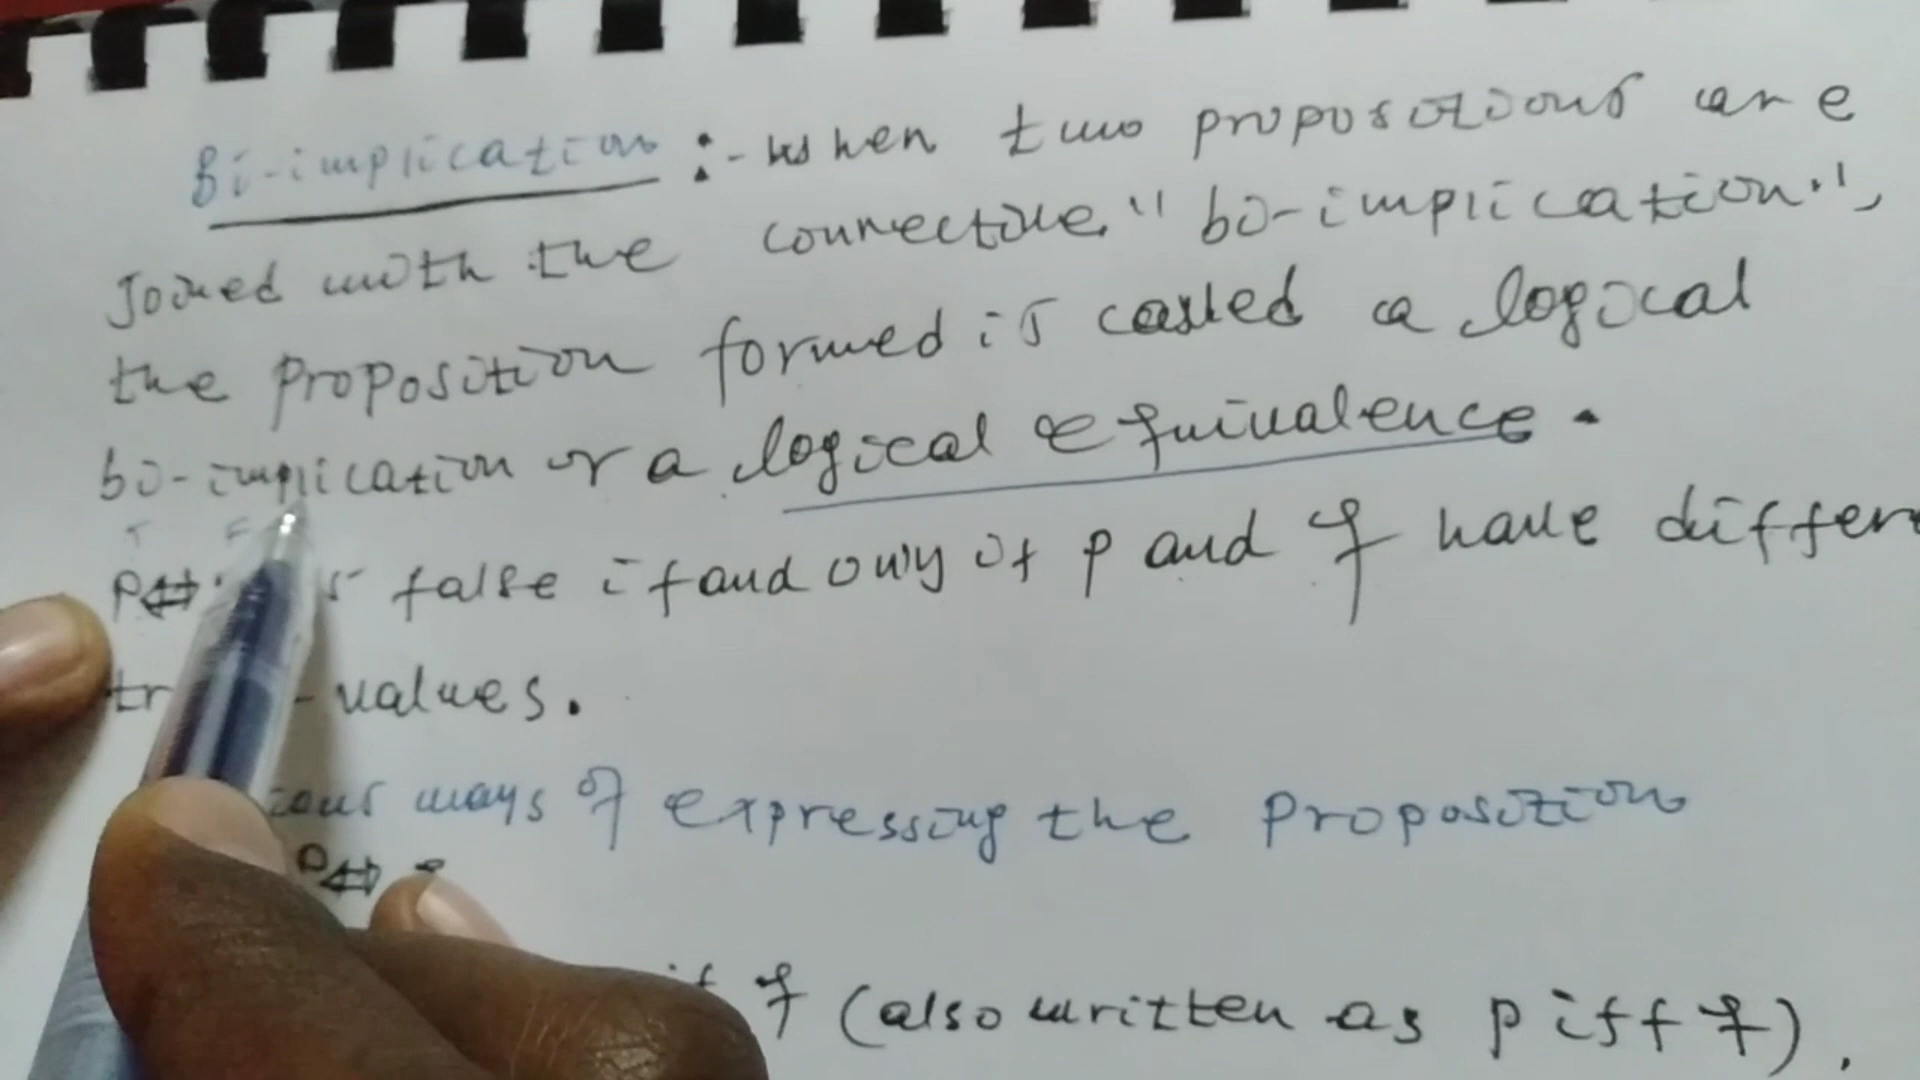 Bi-implication :- when two propositions are
Joined with the connective "bi-implication",
the proposition formed is called a logical
bi-implication or a logical equivalence.
T F
P⇔ false if and only if p and q have differ
values.
ways of expressing the proposition
P⇔
if q (also written as p iff q).